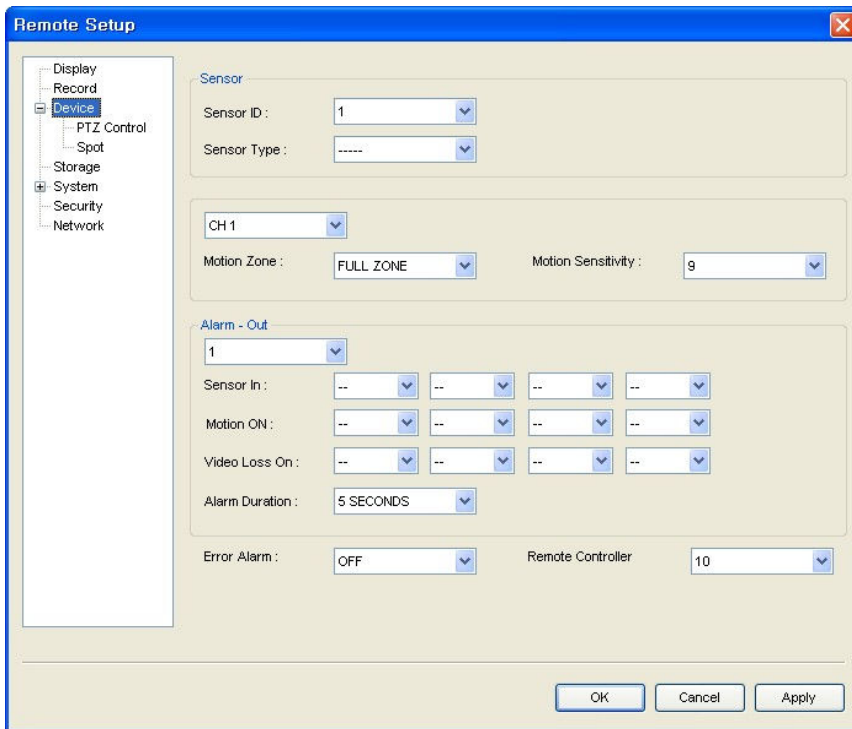 Remote Setup
Display
Record
Device
PTZ Control
Spot
Storage
System
Security
Network
Sensor
Sensor ID : 1
Sensor Type : -----
CH 1
Motion Zone : FULL ZONE Motion Sensitivity : 9
Alarm - Out
1
Sensor In : -- -- -- --
Motion ON : -- -- -- --
Video Loss On : -- -- -- --
Alarm Duration : 5 SECONDS
Error Alarm : OFF Remote Controller 10
OK Cancel Apply